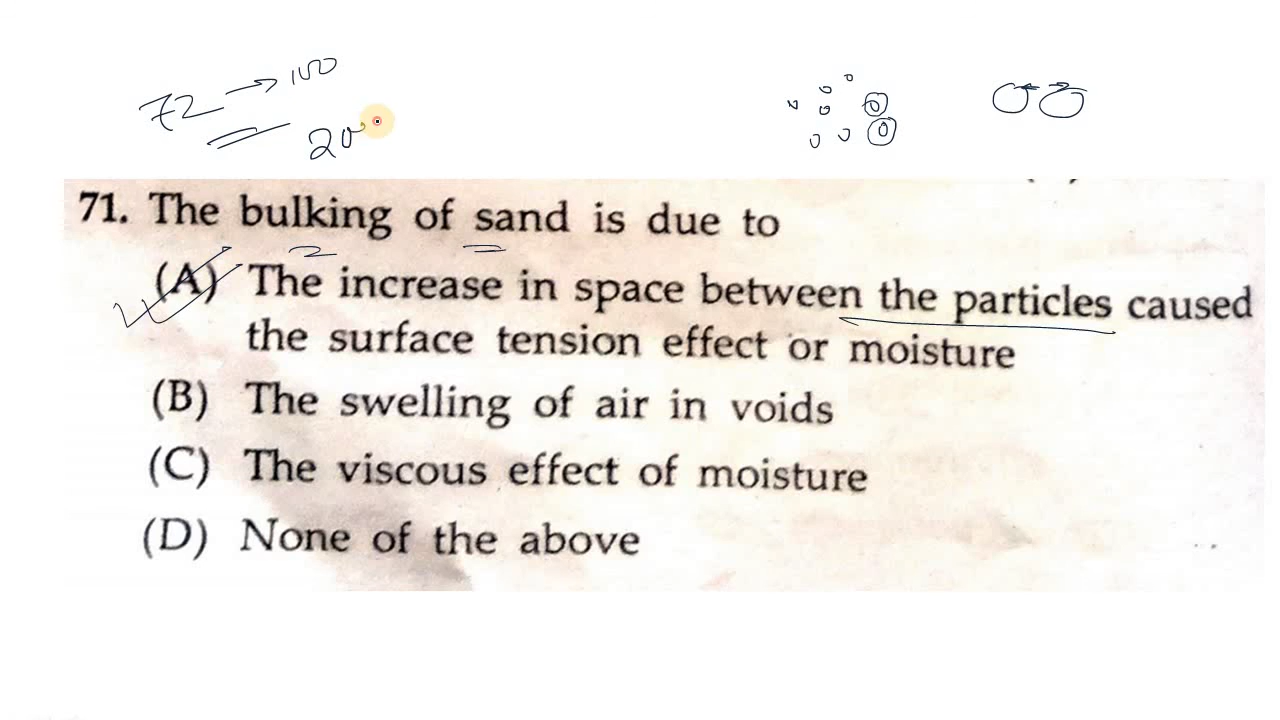 72 → 100
20
71. The bulking of sand is due to
(A) The increase in space between the particles caused
the surface tension effect or moisture
(B) The swelling of air in voids
(C) The viscous effect of moisture
(D) None of the above